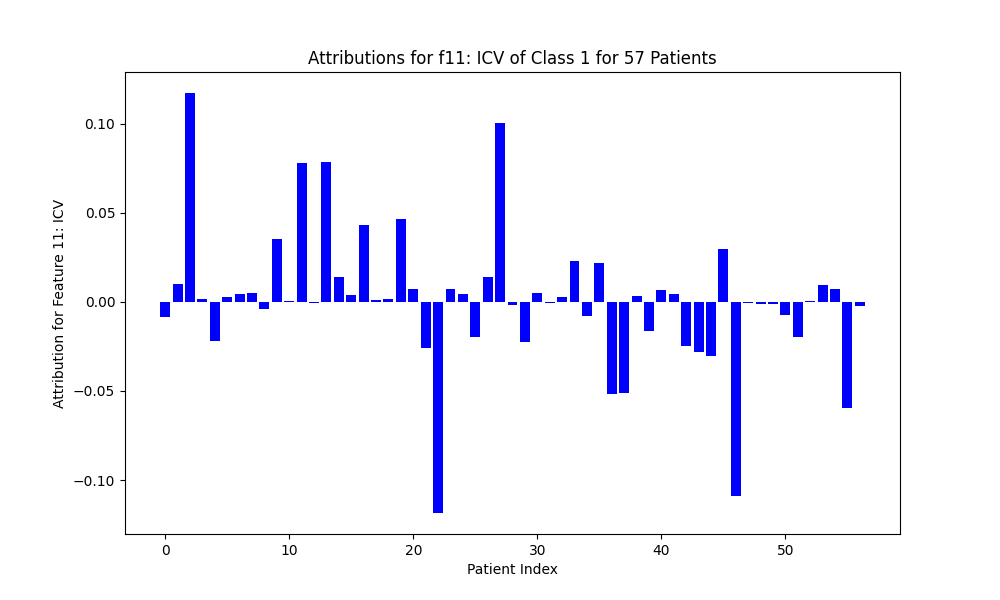 Attributions for f11: ICV of Class 1 for 57 Patients
Attribution for Feature 11: ICV
0.10
0.05
0.00
−0.05
−0.10
0 10 20 30 40 50
Patient Index